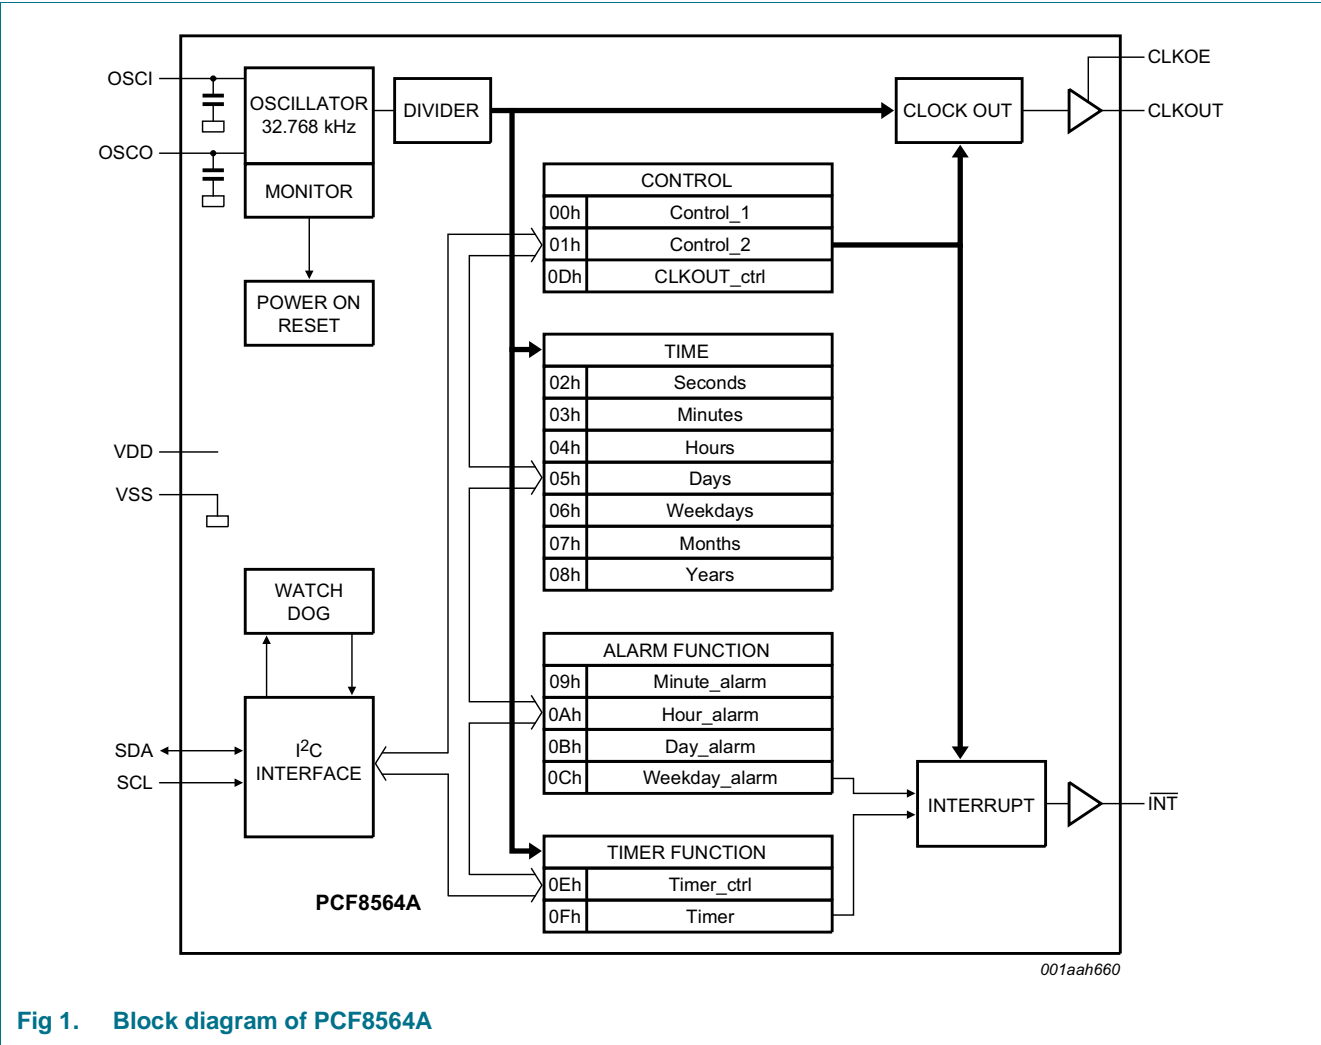 OSCI
OSCO
OSCILLATOR
32.768 kHz
MONITOR
DIVIDER
CLOCK OUT
CLKOE
CLKOUT
POWER ON
RESET
CONTROL
00h Control_1
01h Control_2
0Dh CLKOUT_ctrl
TIME
02h Seconds
03h Minutes
04h Hours
05h Days
06h Weekdays
07h Months
08h Years
VDD
VSS
WATCH
DOG
ALARM FUNCTION
09h Minute_alarm
0Ah Hour_alarm
0Bh Day_alarm
0Ch Weekday_alarm
SDA
SCL
I2C
INTERFACE
INTERRUPT
INT
TIMER FUNCTION
0Eh Timer_ctrl
0Fh Timer
PCF8564A
001aah660
Fig 1. Block diagram of PCF8564A